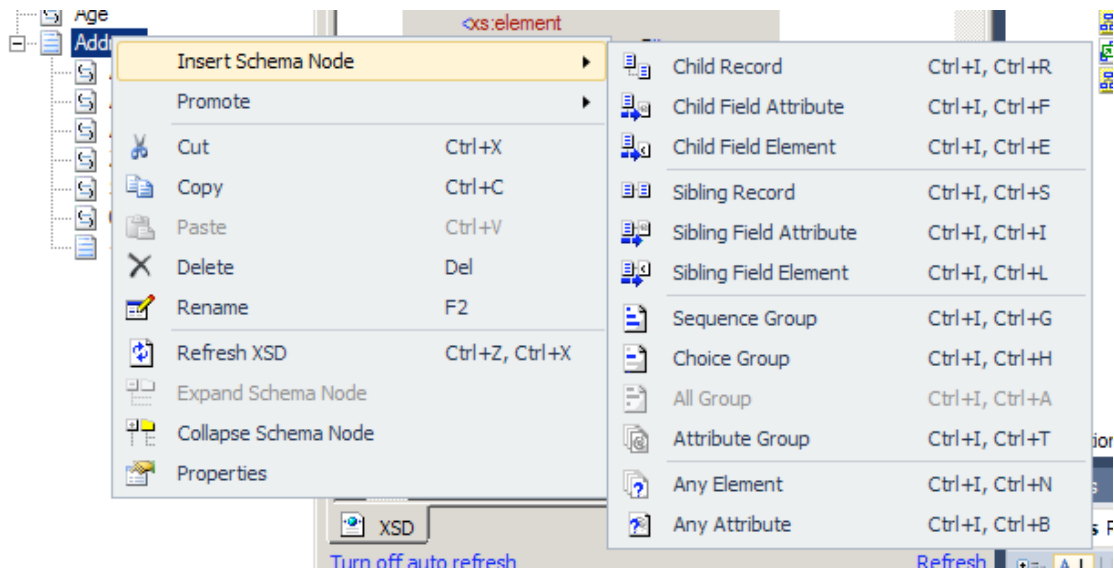 Age
<xs:element
Insert Schema Node
Promote
Cut Ctrl+X
Copy Ctrl+C
Paste Ctrl+V
Delete Del
Rename F2
Refresh XSD Ctrl+Z, Ctrl+X
Expand Schema Node
Collapse Schema Node
Properties
Child Record Ctrl+I, Ctrl+R
Child Field Attribute Ctrl+I, Ctrl+F
Child Field Element Ctrl+I, Ctrl+E
Sibling Record Ctrl+I, Ctrl+S
Sibling Field Attribute Ctrl+I, Ctrl+I
Sibling Field Element Ctrl+I, Ctrl+L
Sequence Group Ctrl+I, Ctrl+G
Choice Group Ctrl+I, Ctrl+H
All Group Ctrl+I, Ctrl+A
Attribute Group Ctrl+I, Ctrl+T
Any Element Ctrl+I, Ctrl+N
Any Attribute Ctrl+I, Ctrl+B
XSD
Turn off auto refresh Refresh